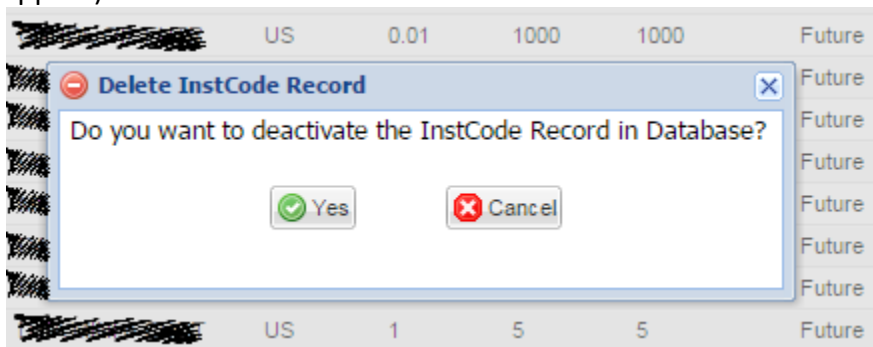 US 0.01 1000 1000 Future
Delete InstCode Record
Future
Do you want to deactivate the InstCode Record in Database?
Future
Future
Yes Cancel
Future
Future
Future
US 1 5 5 Future